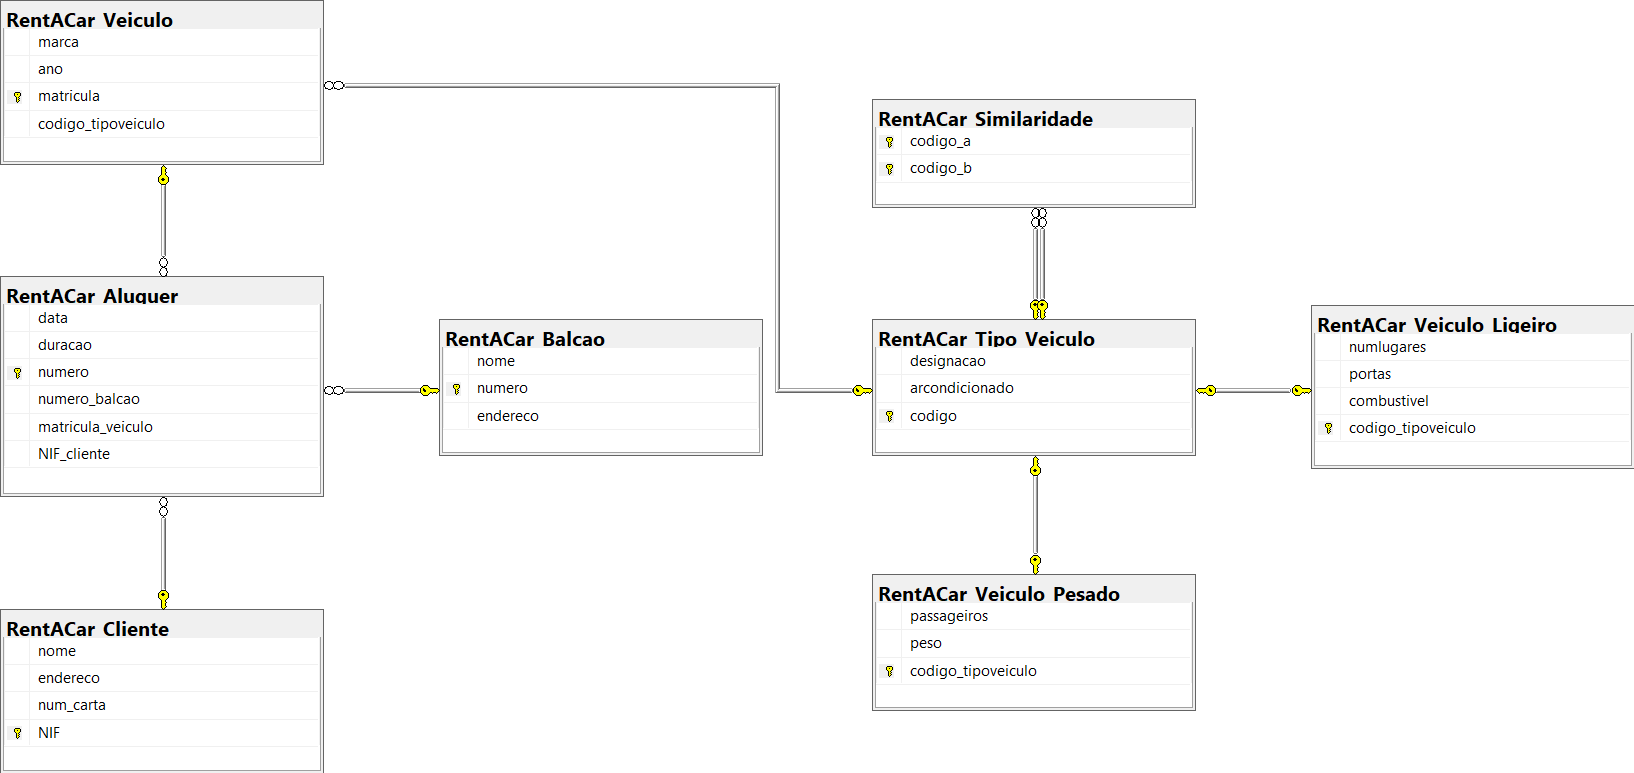 RentACar_Veiculo
marca
ano
matricula
codigo_tipoveiculo
RentACar_Similaridade
codigo_a
codigo_b
RentACar_Aluguer
data
duracao
numero
numero_balcao
matricula_veiculo
NIF_cliente
RentACar_Balcao
nome
numero
endereco
RentACar_Tipo_Veiculo
designacao
arcondicionado
codigo
RentACar_Veiculo_Ligeiro
numlugares
portas
combustivel
codigo_tipoveiculo
RentACar_Cliente
nome
endereco
num_carta
NIF
RentACar_Veiculo_Pesado
passageiros
peso
codigo_tipoveiculo